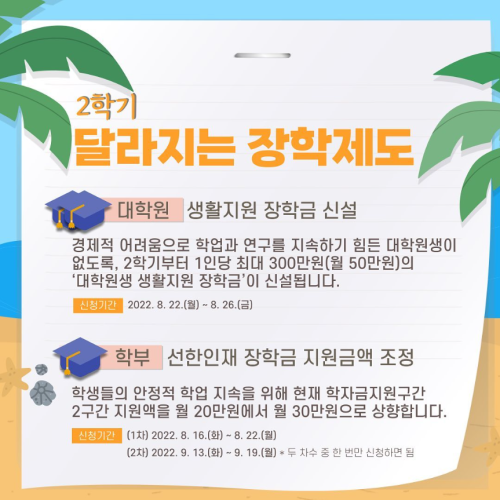 2학기
달라지는 장학제도
대학원 생활지원 장학금 신설
경제적 어려움으로 학업과 연구를 지속하기 힘든 대학원생이
없도록, 2학기부터 1인당 최대 300만원(월 50만원)의
‘대학원생 생활지원 장학금’이 신설됩니다.
신청기간 2022. 8. 22.(월) ~ 8. 26.(금)
학부 선한인재 장학금 지원금액 조정
학생들의 안정적 학업 지속을 위해 현재 학자금지원구간
2구간 지원액을 월 20만원에서 월 30만원으로 상향합니다.
신청기간 (1차) 2022. 8. 16.(화) ~ 8. 22.(월)
(2차) 2022. 9. 13.(화) ~ 9. 19.(월) * 두 차수 중 한 번만 신청하면 됨